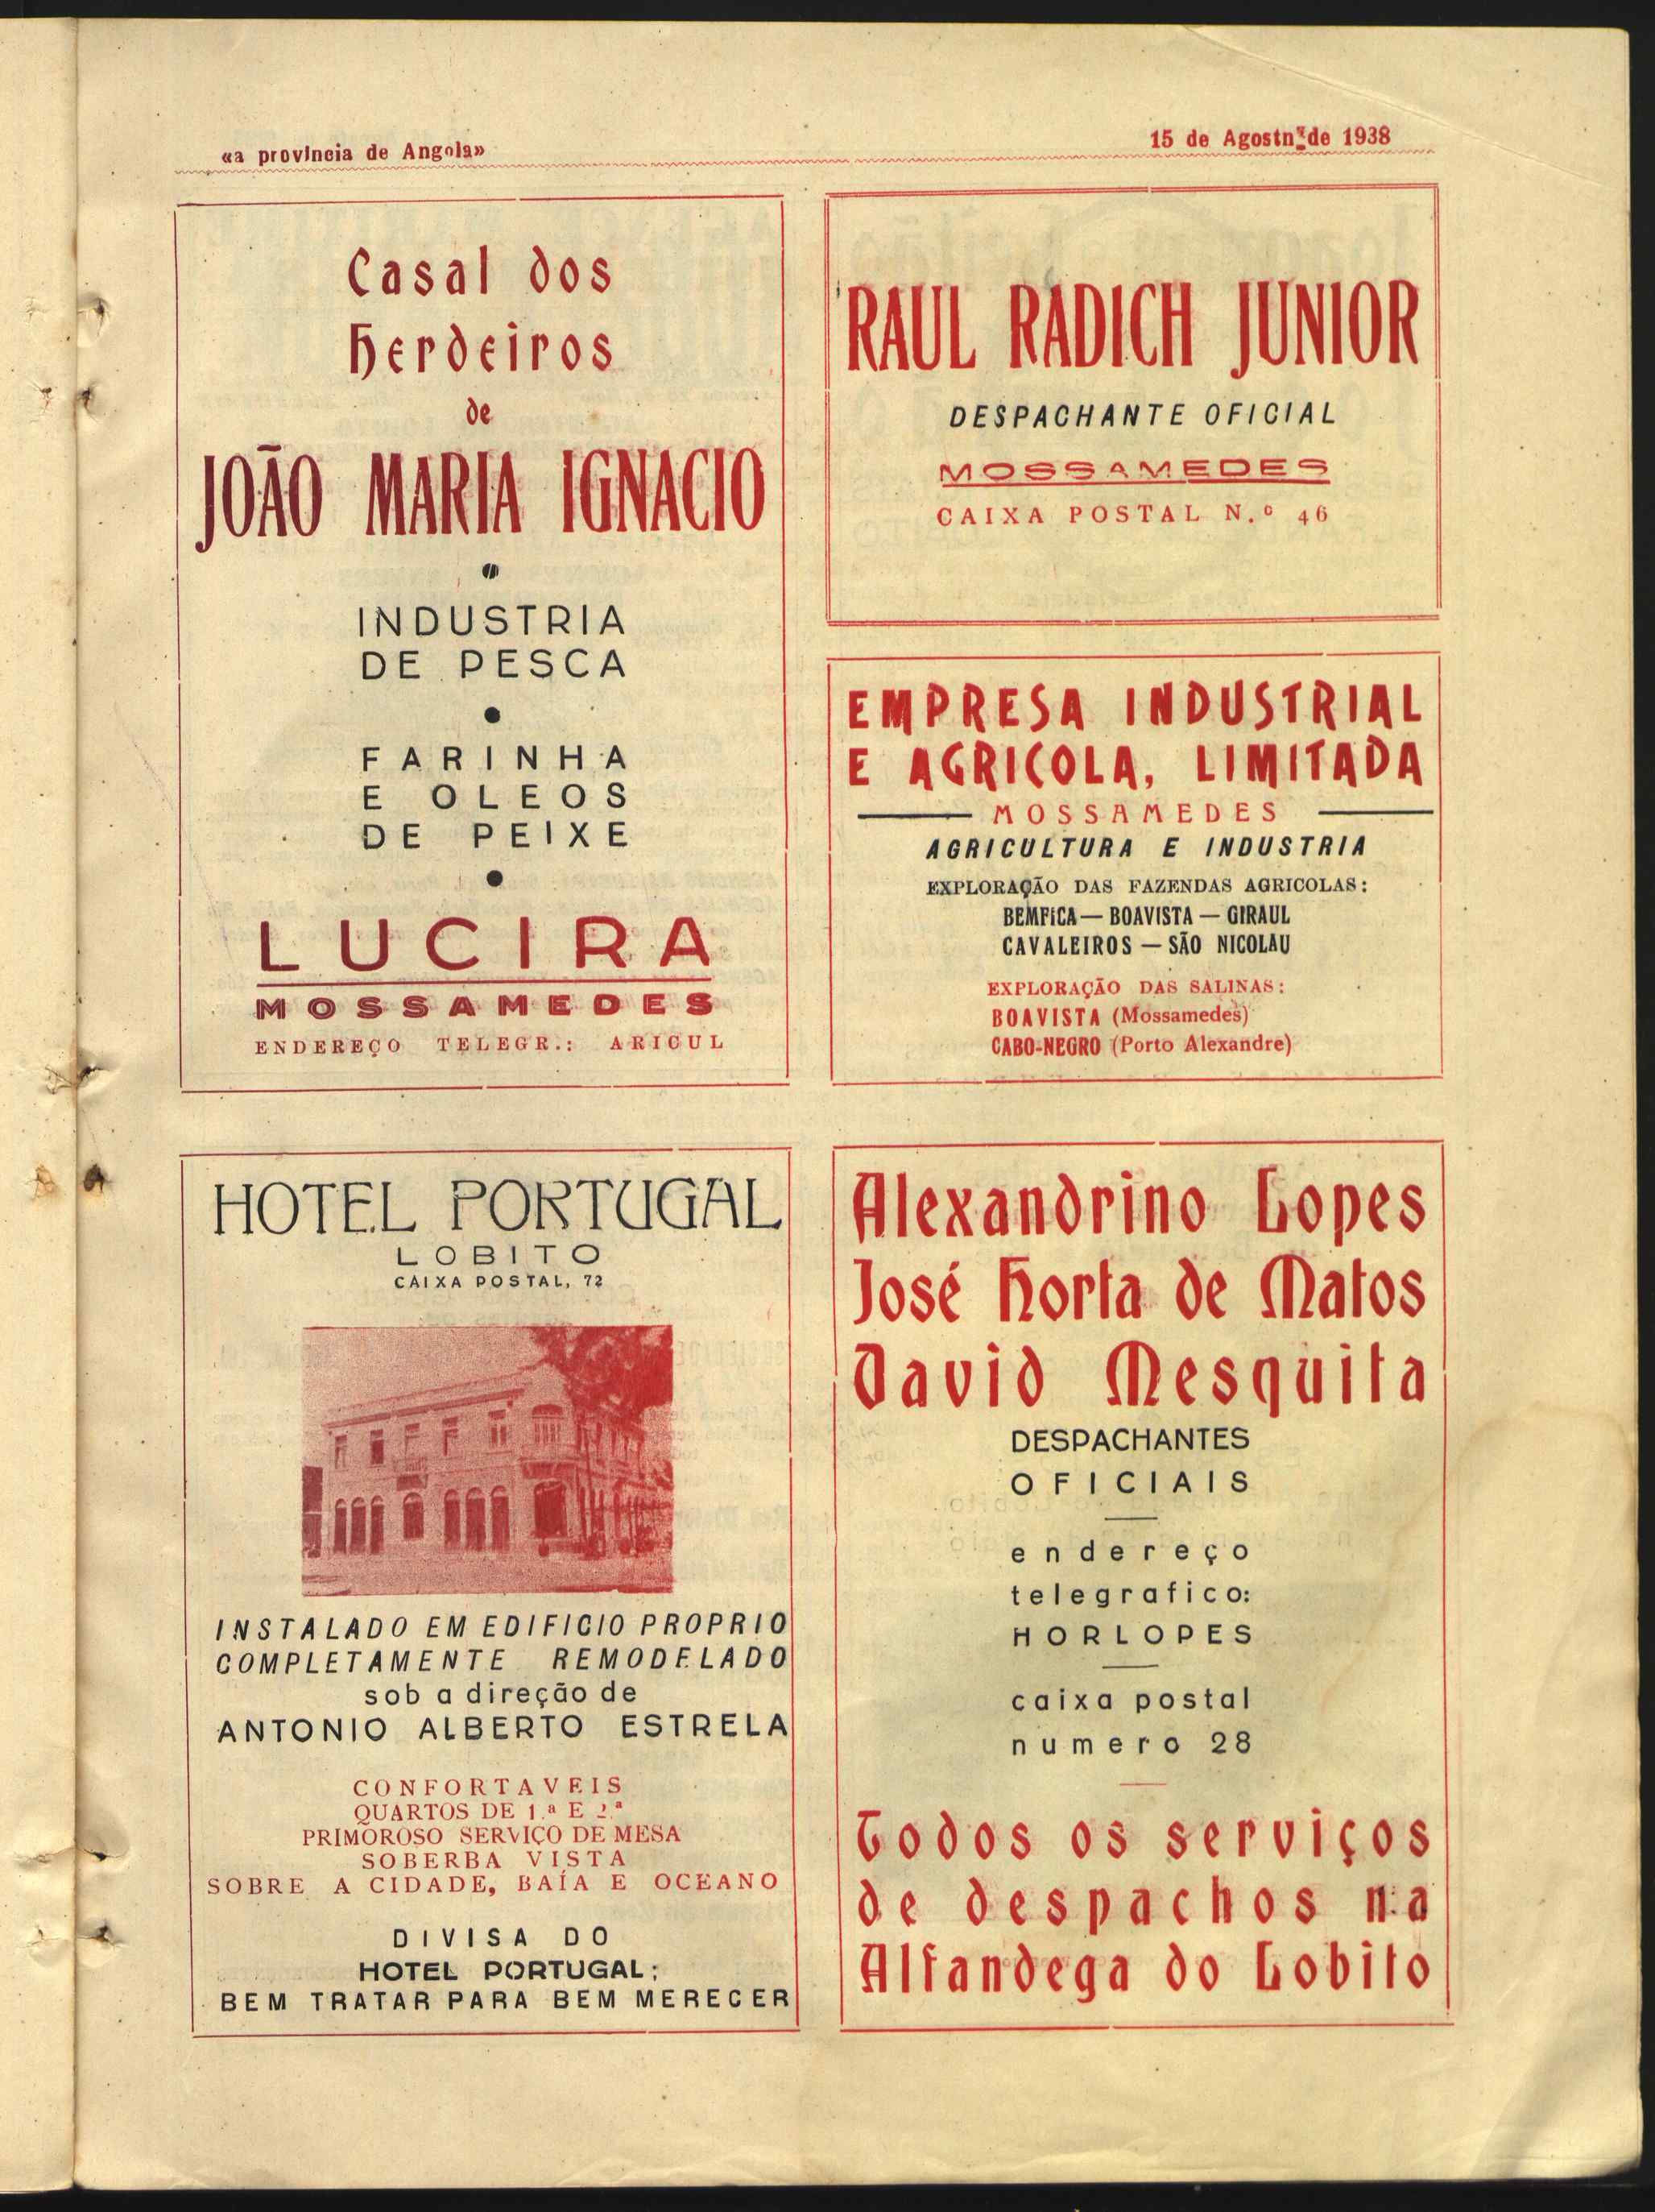 «a provincia de Angola»
15 de Agostn de 1938
Casal dos
Herdeiros
de
JOÃO MARIA IGNACIO
INDUSTRIA
DE PESCA
FARINHA
E OLEOS
DE PEIXE
LUCIRA
MOSSAMEDES
ENDEREÇO TELEGR.: ARICUL
RAUL RADICH JUNIOR
DESPACHANTE OFICIAL
MOSSAMEDES
CAIXA POSTAL N.º 46
EMPRESA INDUSTRIAL
E AGRICOLA, LIMITADA
MOSSAMEDES
AGRICULTURA E INDUSTRIA
EXPLORAÇÃO DAS FAZENDAS AGRICOLAS:
BEMFICA — BOAVISTA — GIRAUL
CAVALEIROS — SÃO NICOLAU
EXPLORAÇÃO DAS SALINAS:
BOAVISTA (Mossamedes)
CABO-NEGRO (Porto Alexandre)
HOTEL PORTUGAL
LOBITO
CAIXA POSTAL, 72
INSTALADO EM EDIFICIO PROPRIO
COMPLETAMENTE REMODELADO
sob a direção de
ANTONIO ALBERTO ESTRELA
CONFORTAVEIS
QUARTOS DE 1.ª E 2.ª
PRIMOROSO SERVIÇO DE MESA
SOBERBA VISTA
SOBRE A CIDADE, BAÍA E OCEANO
DIVISA DO
HOTEL PORTUGAL:
BEM TRATAR PARA BEM MERECER
Alexandrino Lopes
José Horta de Matos
David Mesquita
DESPACHANTES
OFICIAIS
endereço
telegrafico:
HORLOPES
caixa postal
numero 28
Todos os serviços
de despachos na
Alfandega do Lobito